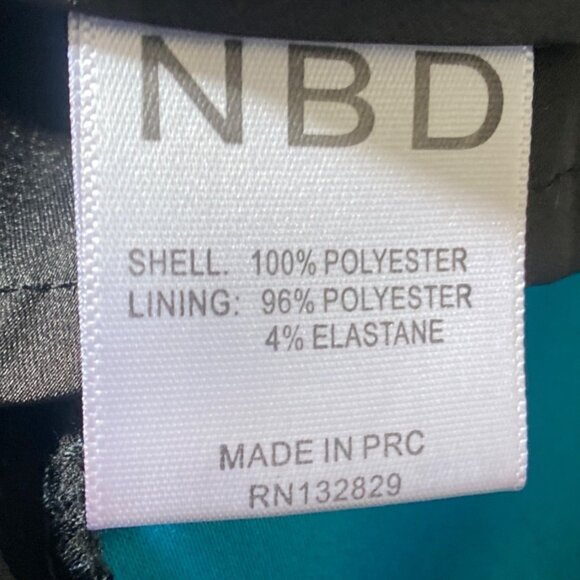 NBD
SHELL. 100% POLYESTER
LINING: 96% POLYESTER
4% ELASTANE
MADE IN PRC
RN132829